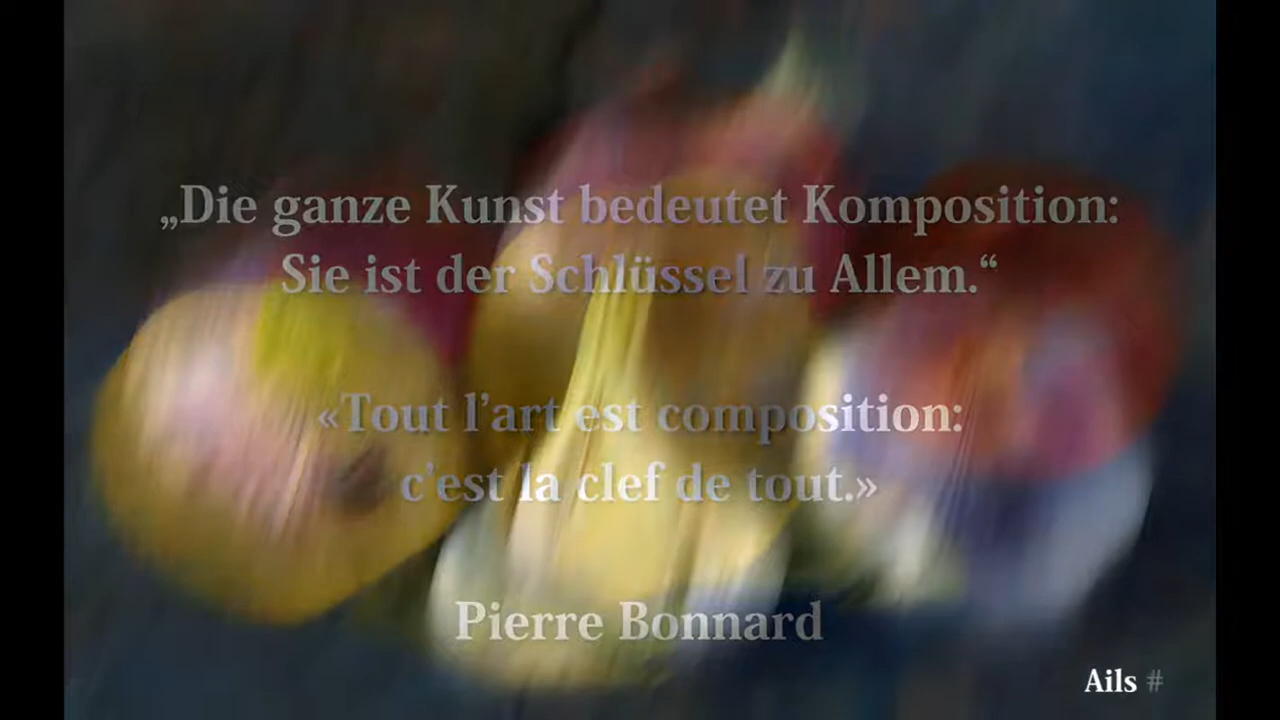 „Die ganze Kunst bedeutet Komposition:
Sie ist der Schlüssel zu Allem.“
«Tout l’art est composition:
c’est la clef de tout.»
Pierre Bonnard
Ails #